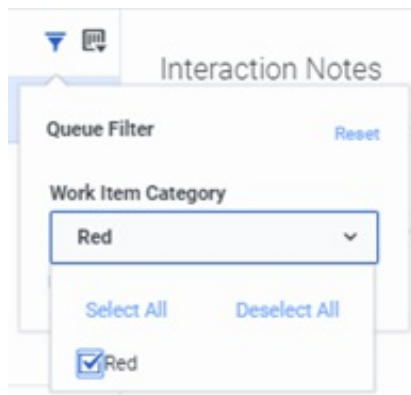 Interaction Notes
Queue Filter Reset
Work Item Category
Red
Select All Deselect All
Red